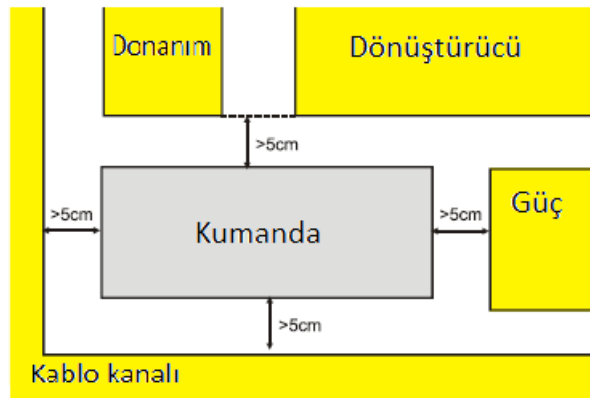 Donanım
Dönüştürücü
>5cm
>5cm
Kumanda
>5cm
Güç
>5cm
Kablo kanalı